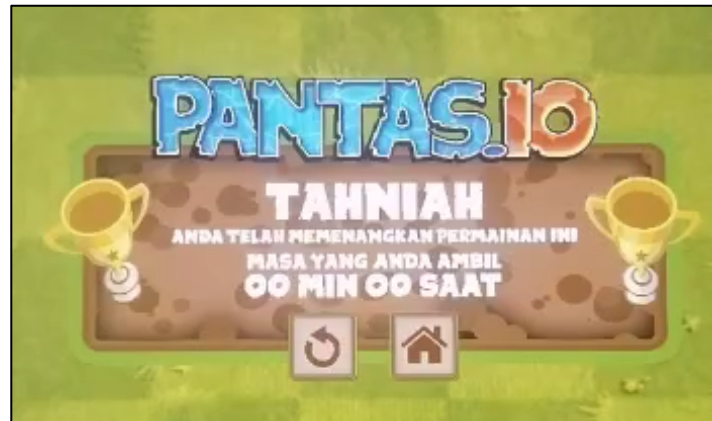 PANTAS.IO
TAHNIAH
ANDA TELAH MEMENANGKAN PERMAINAN INI
MASA YANG ANDA AMBIL
00 MIN 00 SAAT